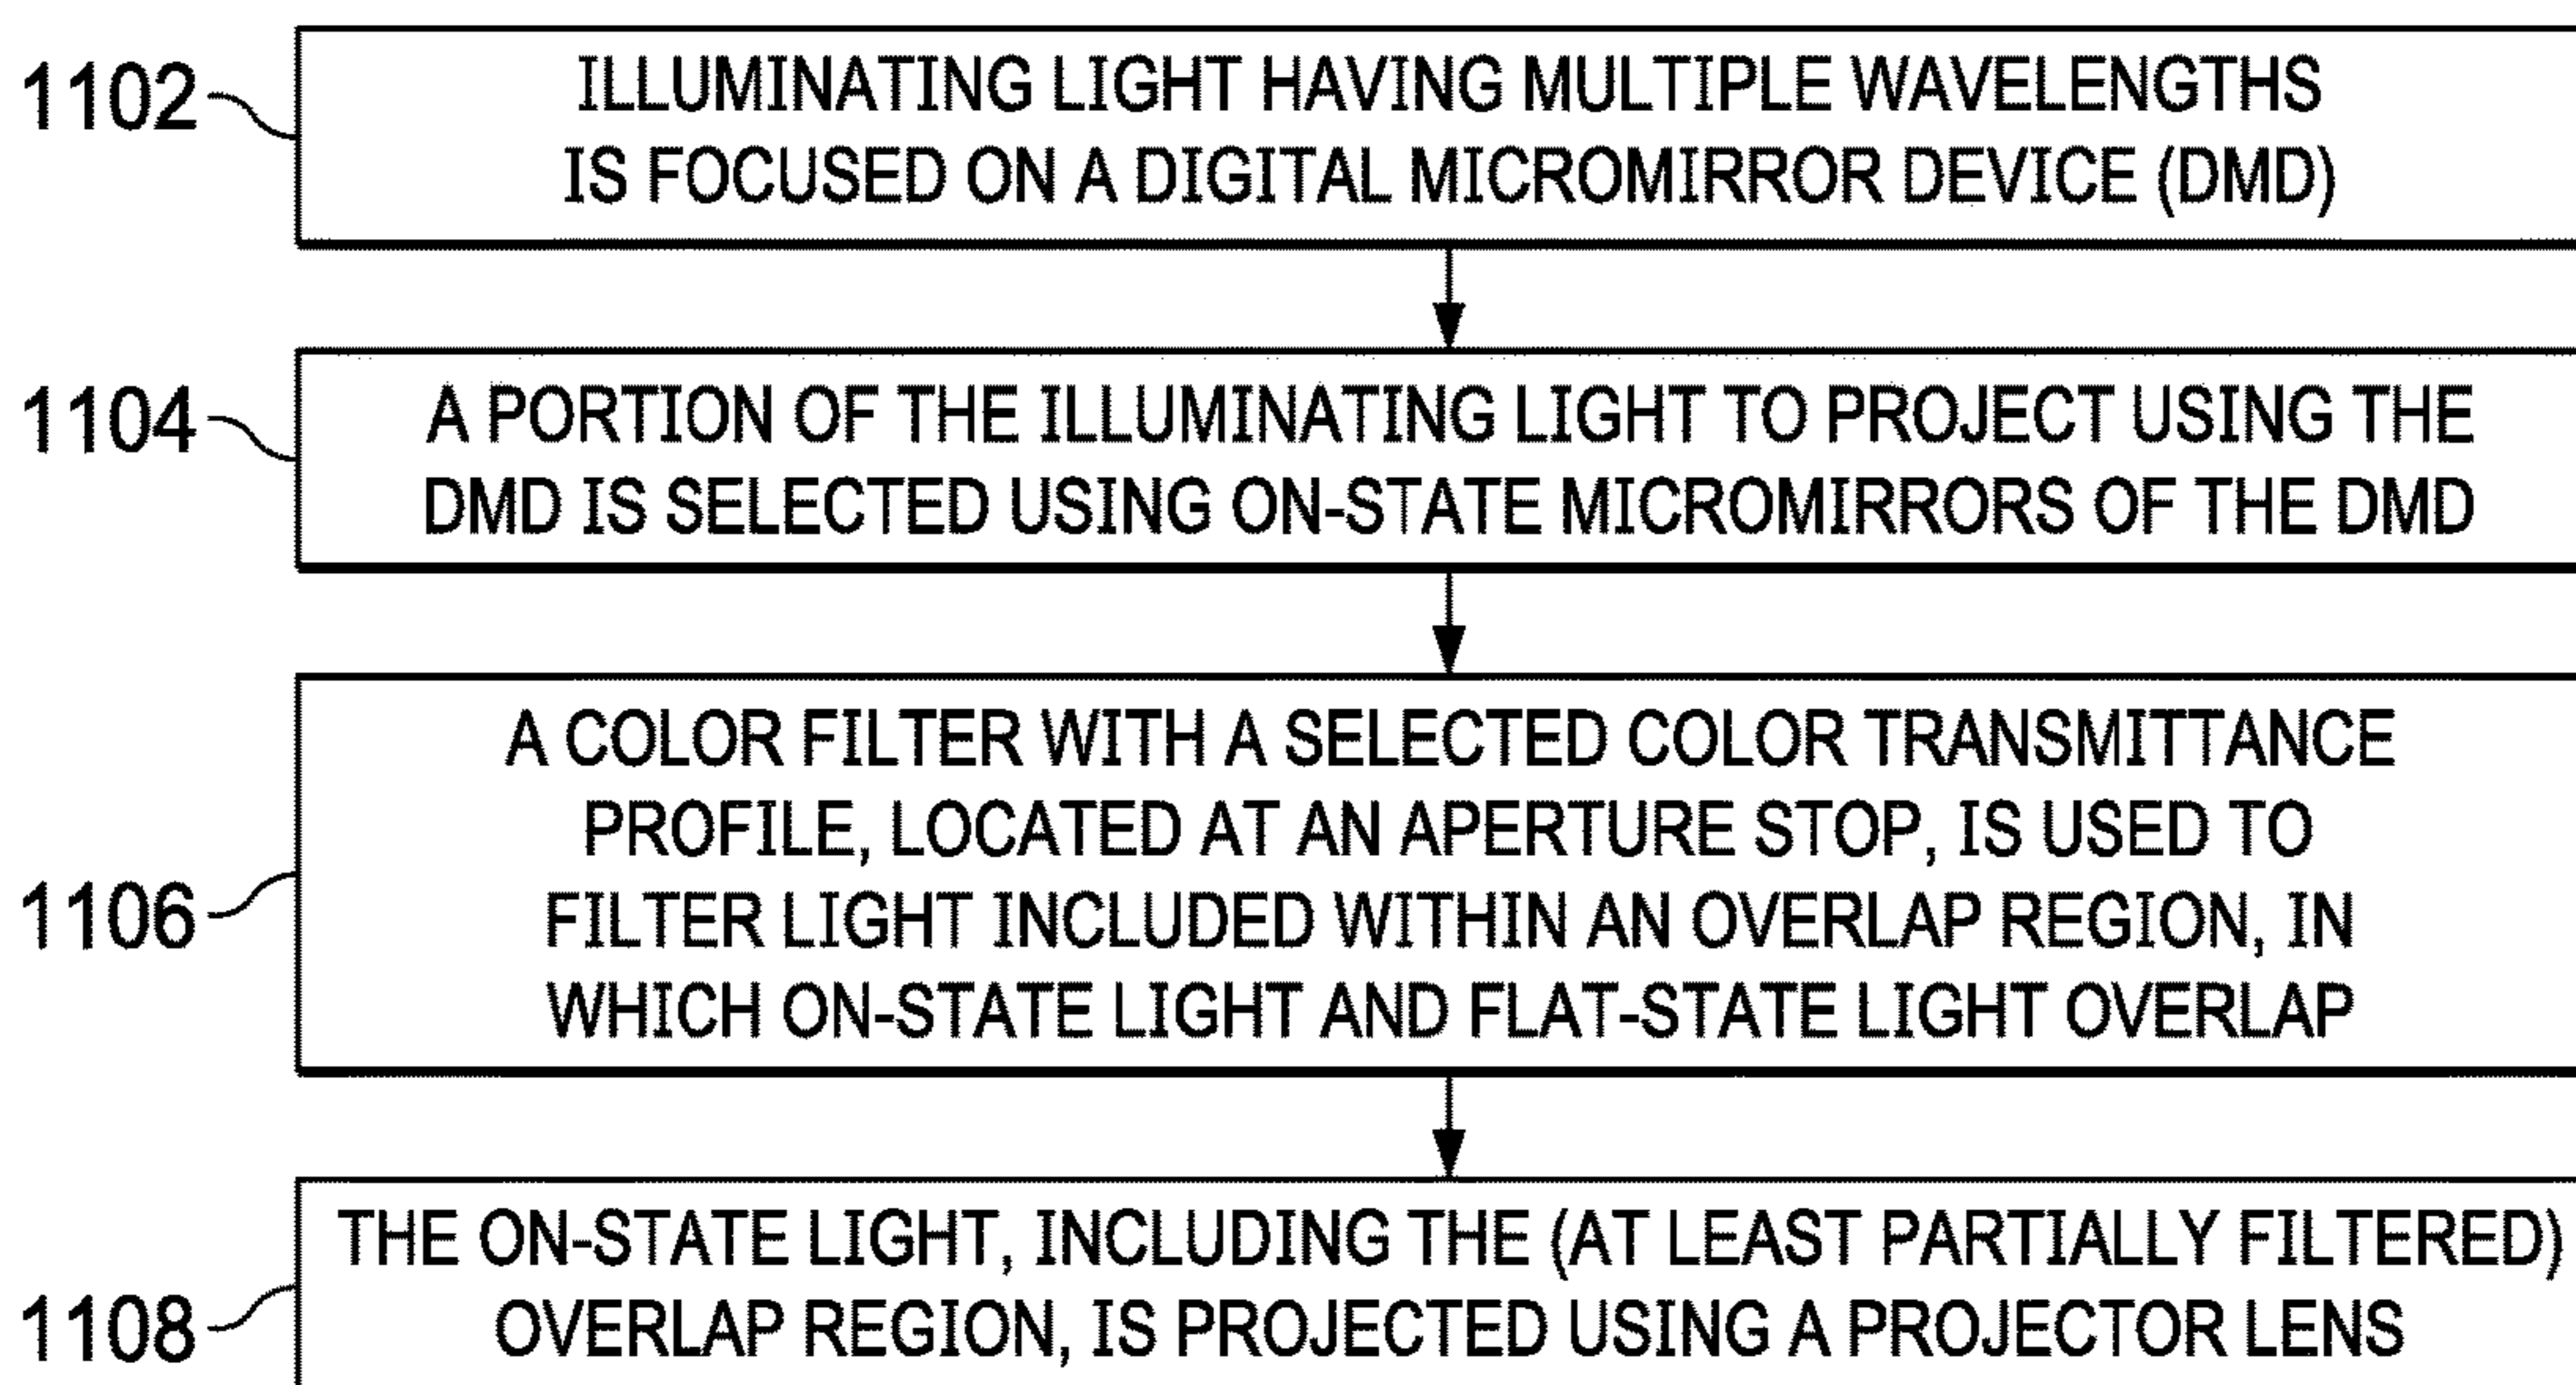 1102
ILLUMINATING LIGHT HAVING MULTIPLE WAVELENGTHS
IS FOCUSED ON A DIGITAL MICROMIRROR DEVICE (DMD)
1104
A PORTION OF THE ILLUMINATING LIGHT TO PROJECT USING THE
DMD IS SELECTED USING ON-STATE MICROMIRRORS OF THE DMD
1106
A COLOR FILTER WITH A SELECTED COLOR TRANSMITTANCE
PROFILE, LOCATED AT AN APERTURE STOP, IS USED TO
FILTER LIGHT INCLUDED WITHIN AN OVERLAP REGION, IN
WHICH ON-STATE LIGHT AND FLAT-STATE LIGHT OVERLAP
1108
THE ON-STATE LIGHT, INCLUDING THE (AT LEAST PARTIALLY FILTERED)
OVERLAP REGION, IS PROJECTED USING A PROJECTOR LENS